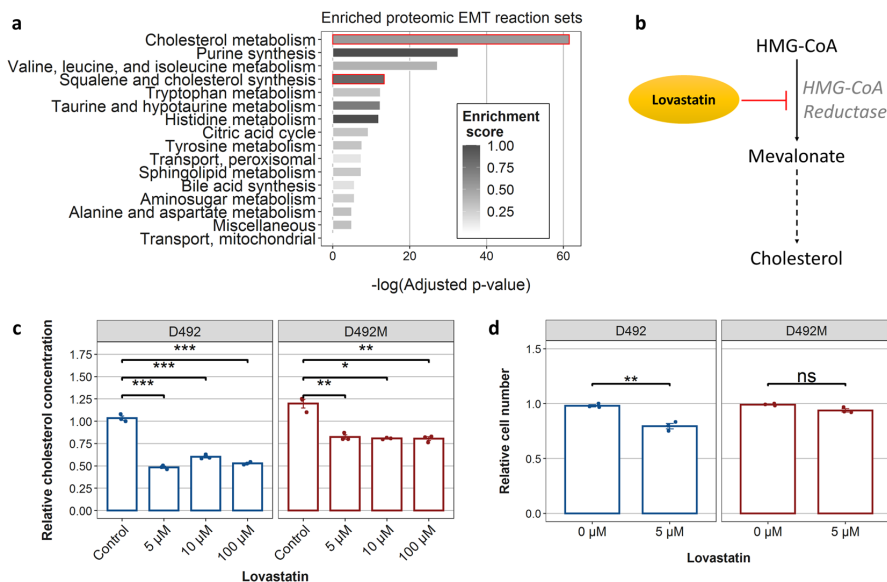 a
Enriched proteomic EMT reaction sets
Cholesterol metabolism
Purine synthesis
Valine, leucine, and isoleucine metabolism
Squalene and cholesterol synthesis
Tryptophan metabolism
Taurine and hypotaurine metabolism
Histidine metabolism
Citric acid cycle
Tyrosine metabolism
Transport, peroxisomal
Sphingolipid metabolism
Bile acid synthesis
Aminosugar metabolism
Alanine and aspartate metabolism
Miscellaneous
Transport, mitochondrial
Enrichment
score
1.00
0.75
0.50
0.25
0 20 40 60
-log(Adjusted p-value)
b
HMG-CoA
Lovastatin
HMG-CoA
Reductase
Mevalonate
Cholesterol
c
D492 D492M
Relative cholesterol concentration
1.75
1.50
1.25
1.00
0.75
0.50
0.25
0.00
***
***
***
**
*
**
Control 5 µM 10 µM 100 µM Control 5 µM 10 µM 100 µM
Lovastatin
d
D492 D492M
Relative cell number
1.5
1.0
0.5
0.0
**
ns
0 µM 5 µM 0 µM 5 µM
Lovastatin